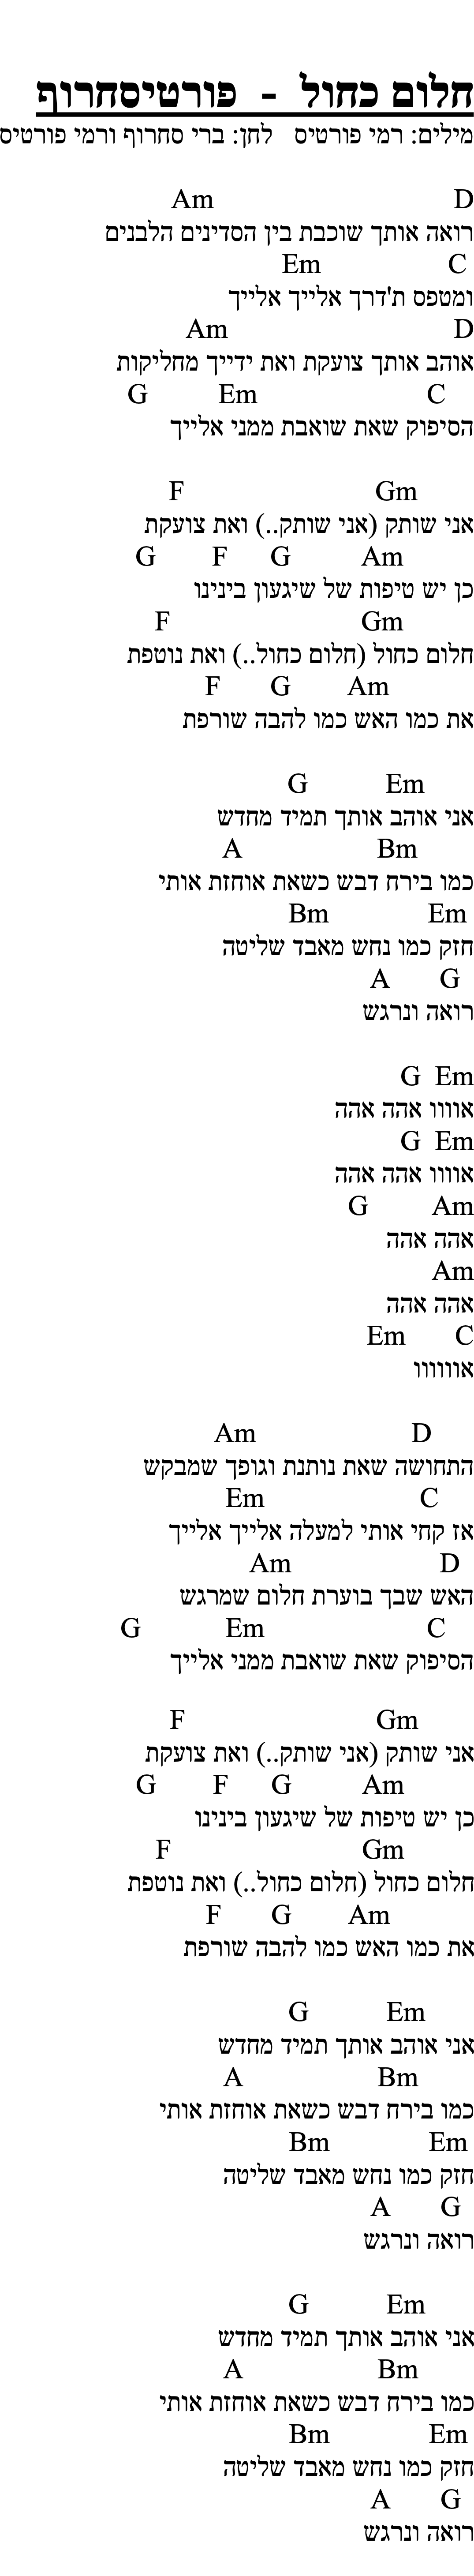 חלום כחול - פורטיסחרוף
מילים: רמי פורטיס לחן: ברי סחרוף ורמי פורטיס
D Am
רואה אותך שוכבת בין הסדינים הלבנים
C Em
ומטפס ת'דרך אלייך אלייך
D Am
אוהב אותך צועקת ואת ידייך מחליקות
C Em G
הסיפוק שאת שואבת ממני אלייך
Gm F
אני שותק (אני שותק..) ואת צועקת
Am G F G
כן יש טיפות של שיגעון בינינו
Gm F
חלום כחול (חלום כחול..) ואת נוטפת
Am G F
את כמו האש כמו להבה שורפת
Em G
אני אוהב אותך תמיד מחדש
Bm A
כמו בירח דבש כשאת אוחזת אותי
Em Bm
חזק כמו נחש מאבד שליטה
G A
רואה ונרגש
Em G
אוווו אהה אהה
Em G
אוווו אהה אהה
Am G
אהה אהה
Am
אהה אהה
C Em
אוווווו
D Am
התחושה שאת נותנת וגופך שמבקש
C Em
אז קחי אותי למעלה אלייך אלייך
D Am
האש שבך בוערת חלום שמרגש
C Em G
הסיפוק שאת שואבת ממני אלייך
Gm F
אני שותק (אני שותק..) ואת צועקת
Am G F G
כן יש טיפות של שיגעון בינינו
Gm F
חלום כחול (חלום כחול..) ואת נוטפת
Am G F
את כמו האש כמו להבה שורפת
Em G
אני אוהב אותך תמיד מחדש
Bm A
כמו בירח דבש כשאת אוחזת אותי
Em Bm
חזק כמו נחש מאבד שליטה
G A
רואה ונרגש
Em G
אני אוהב אותך תמיד מחדש
Bm A
כמו בירח דבש כשאת אוחזת אותי
Em Bm
חזק כמו נחש מאבד שליטה
G A
רואה ונרגש